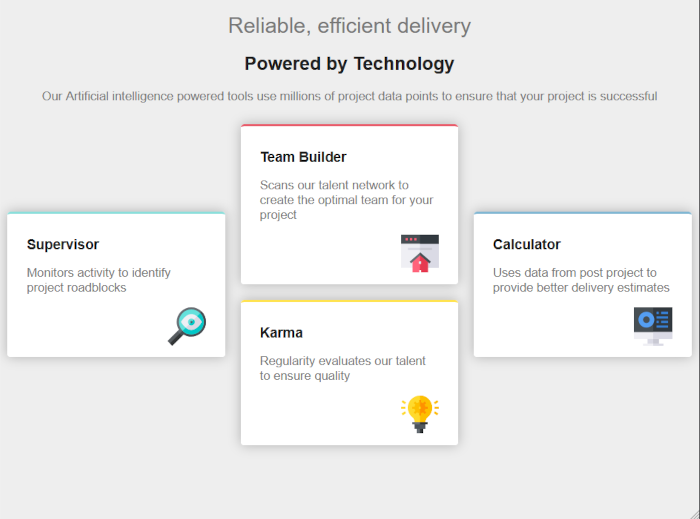 Reliable, efficient delivery
Powered by Technology
Our Artificial intelligence powered tools use millions of project data points to ensure that your project is successful
Supervisor
Monitors activity to identify
project roadblocks
Team Builder
Scans our talent network to
create the optimal team for your
project
Karma
Regularity evaluates our talent
to ensure quality
Calculator
Uses data from post project to
provide better delivery estimates